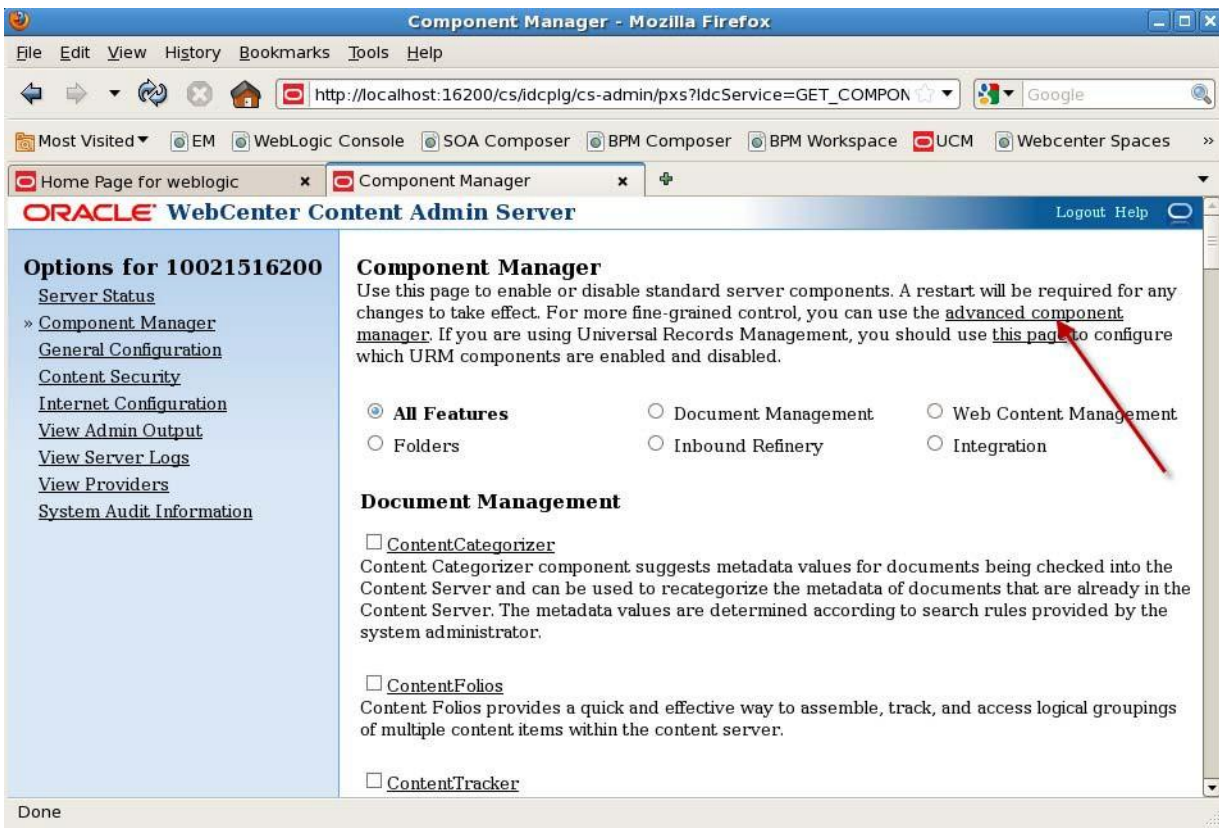 Component Manager - Mozilla Firefox
File Edit View History Bookmarks Tools Help
http://localhost:16200/cs/idcplg/cs-admin/pxs?IdcService=GET_COMPON
Google
Most Visited EM WebLogic Console SOA Composer BPM Composer BPM Workspace UCM Webcenter Spaces »
Home Page for weblogic Component Manager
ORACLE WebCenter Content Admin Server
Logout Help
Options for 10021516200
Server Status
» Component Manager
General Configuration
Content Security
Internet Configuration
View Admin Output
View Server Logs
View Providers
System Audit Information
Component Manager
Use this page to enable or disable standard server components. A restart will be required for any
changes to take effect. For more fine-grained control, you can use the advanced component
manager. If you are using Universal Records Management, you should use this page to configure
which URM components are enabled and disabled.
All Features Document Management Web Content Management
Folders Inbound Refinery Integration
Document Management
ContentCategorizer
Content Categorizer component suggests metadata values for documents being checked into the
Content Server and can be used to recategorize the metadata of documents that are already in the
Content Server. The metadata values are determined according to search rules provided by the
system administrator.
ContentFolios
Content Folios provides a quick and effective way to assemble, track, and access logical groupings
of multiple content items within the content server.
ContentTracker
Done